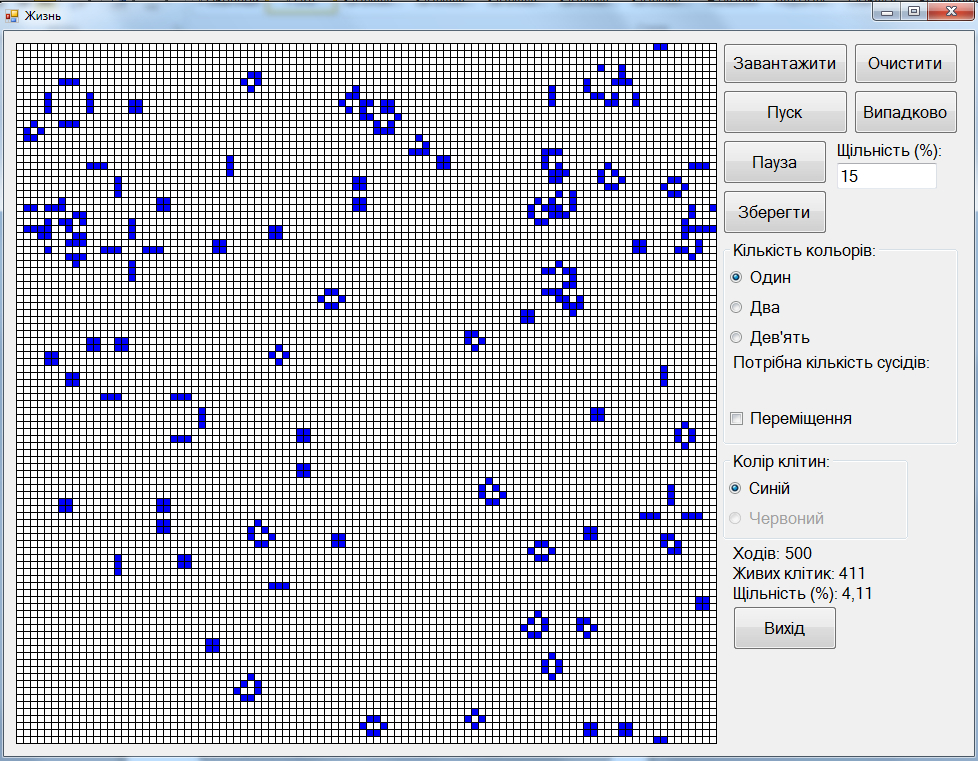 Жизнь
Завантажити
Очистити
Пуск
Випадково
Пауза
Щільність (%):
15
Зберегти
Кількість кольорів:
Один
Два
Дев'ять
Потрібна кількість сусідів:
Переміщення
Колір клітин:
Синій
Червоний
Ходів: 500
Живих клітик: 411
Щільність (%): 4,11
Вихід